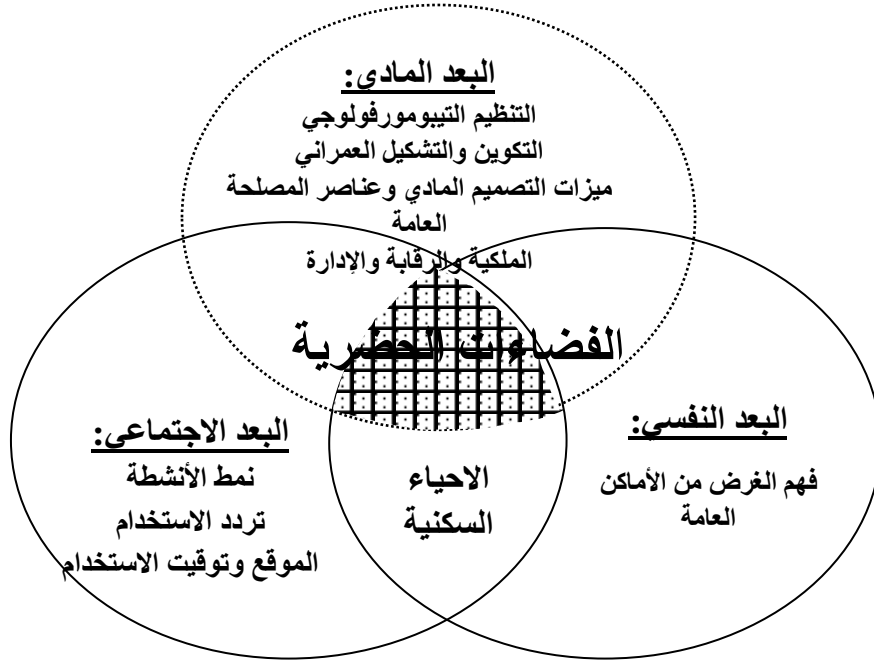 البعد المادي:
التنظيم التيبومورفولوجي
التكوين والتشكيل العمراني
ميزات التصميم المادي وعناصر المصلحة
العامة
الملكية والرقابة والإدارة
الفضاءات الحضرية
البعد النفسي:
فهم الغرض من الأماكن
العامة
البعد الاجتماعي:
نمط الأنشطة
تردد الاستخدام
الموقع وتوقيت الاستخدام
الاحياء
السكنية